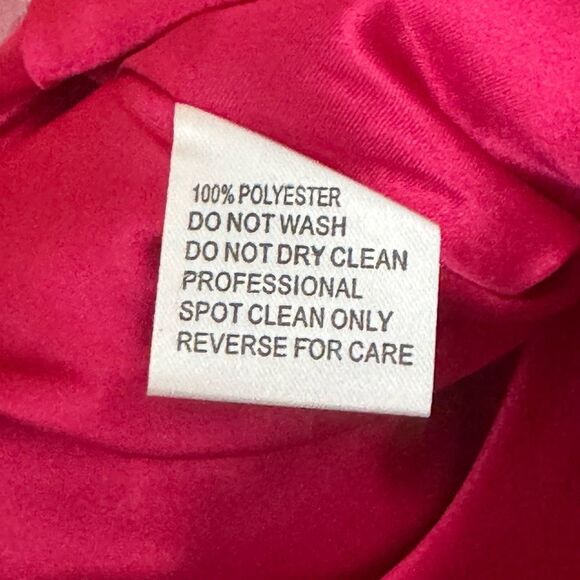 100% POLYESTER
DO NOT WASH
DO NOT DRY CLEAN
PROFESSIONAL
SPOT CLEAN ONLY
REVERSE FOR CARE